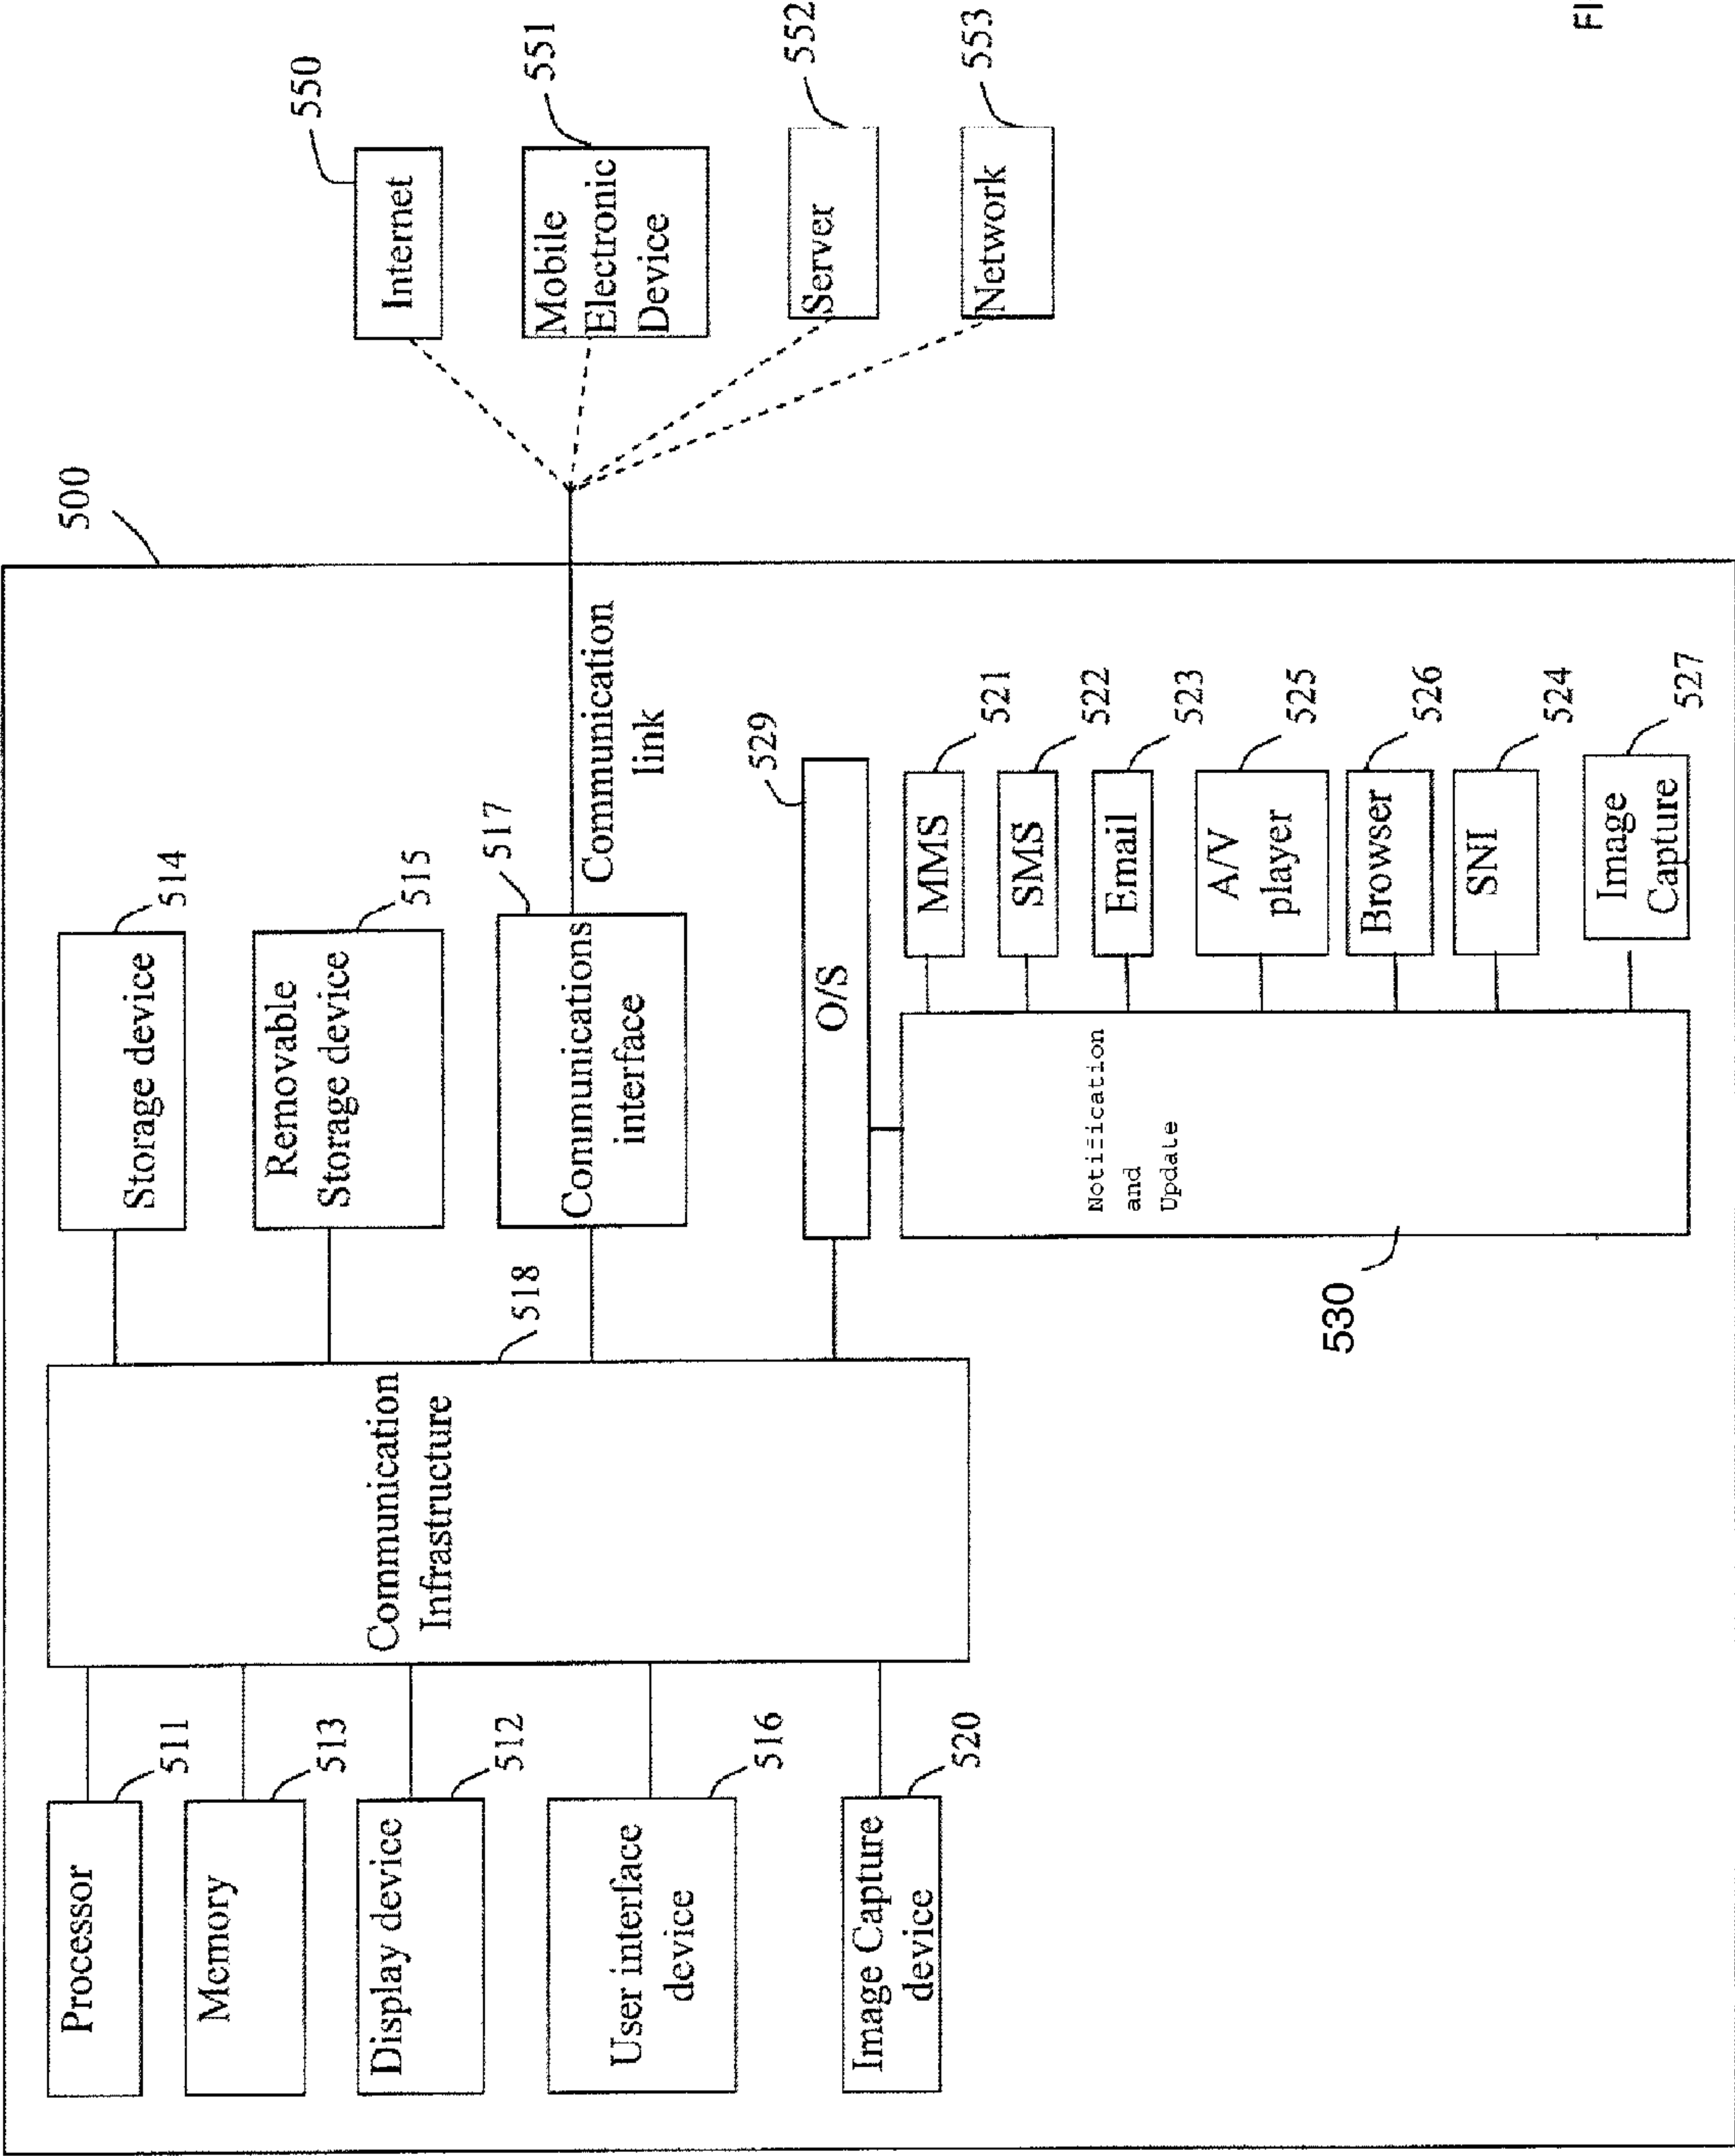 500
Processor
511
Memory
513
Display device
512
User interface
device
516
Image Capture
device
520
Communication
Infrastructure
518
Storage device
514
Removable
Storage device
515
Communications
interface
517
Communication
link
O/S
529
Notification
and
Update
530
MMS
521
SMS
522
Email
523
A/V
player
525
Browser
526
SNI
524
Image
Capture
527
Internet
550
Mobile
Electronic
Device
551
Server
552
Network
553
FI